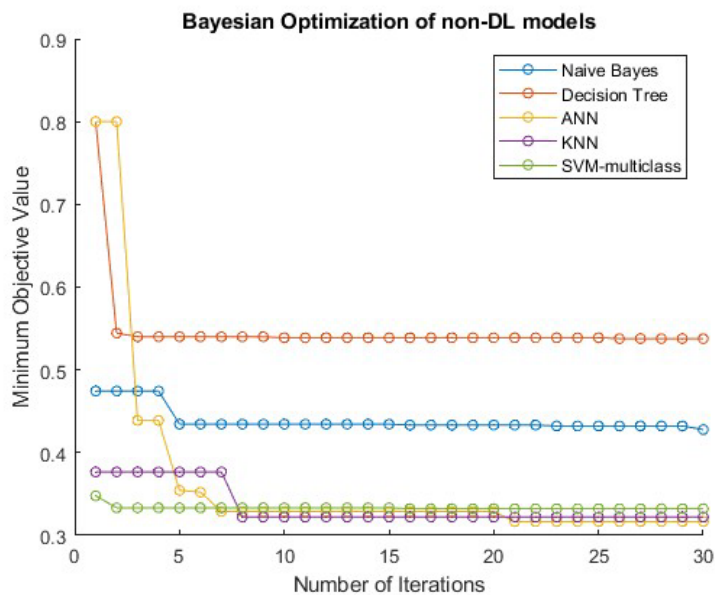 Bayesian Optimization of non-DL models
Naive Bayes
Decision Tree
ANN
KNN
SVM-multiclass
Minimum Objective Value
0.9
0.8
0.7
0.6
0.5
0.4
0.3
0 5 10 15 20 25 30
Number of Iterations